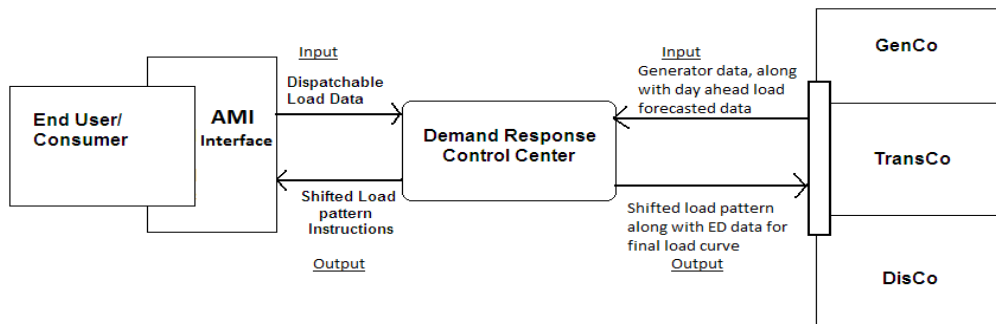 End User/
Consumer
AMI
Interface
Input
Dispatchable
Load Data
Shifted Load
pattern
Instructions
Output
Demand Response
Control Center
Input
Generator data, along
with day ahead load
forecasted data
Shifted load pattern
along with ED data for
final load curve
Output
GenCo
TransCo
DisCo